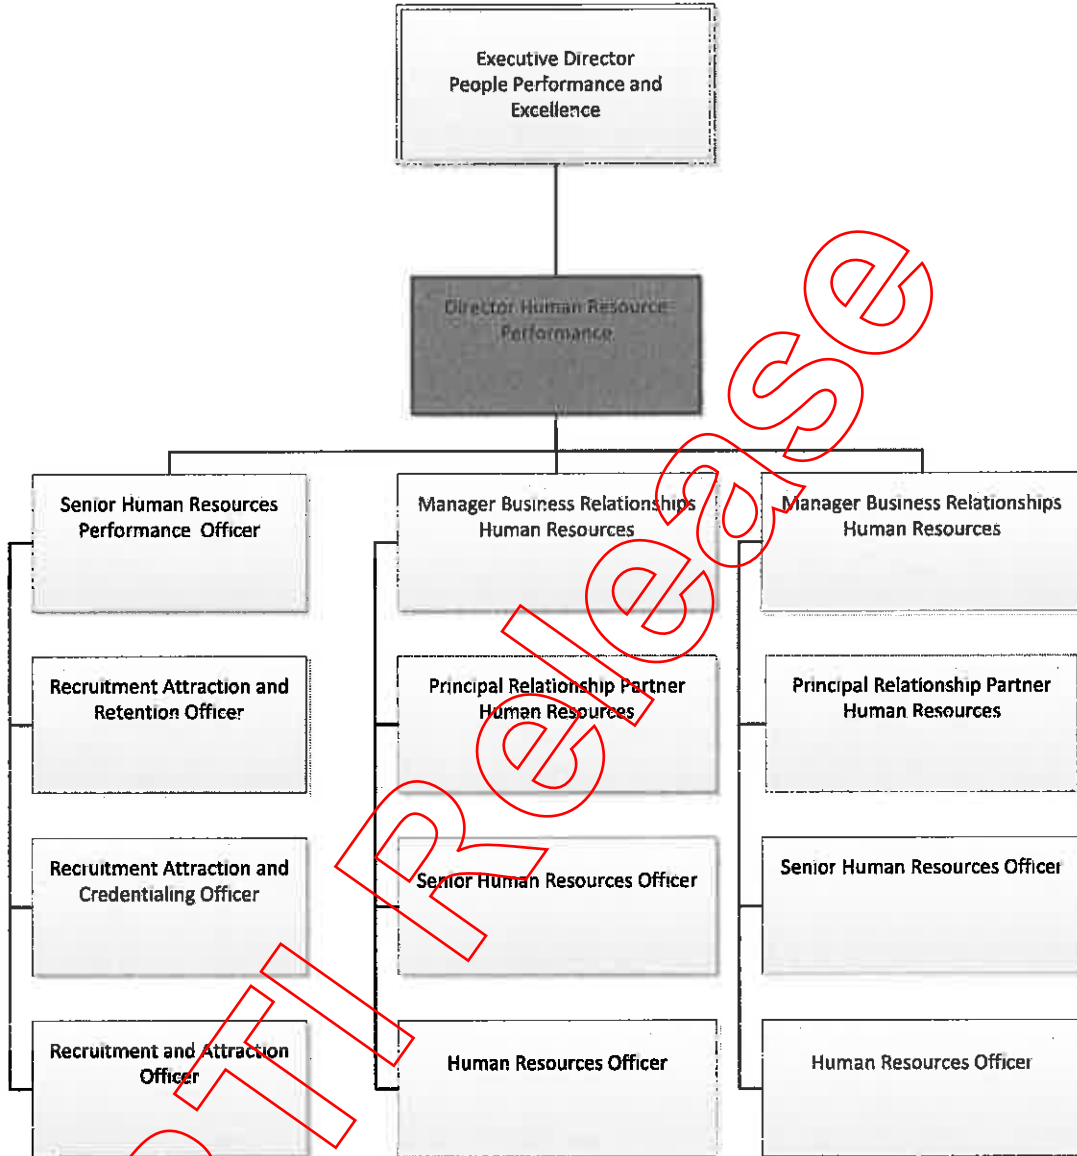 Executive Director
People Performance and
Excellence
Director Human Resource
Performance
Senior Human Resources
Performance Officer
Manager Business Relationships
Human Resources
Manager Business Relationships
Human Resources
Recruitment Attraction and
Retention Officer
Principal Relationship Partner
Human Resources
Principal Relationship Partner
Human Resources
Recruitment Attraction and
Credentialing Officer
Senior Human Resources Officer
Senior Human Resources Officer
Recruitment and Attraction
Officer
Human Resources Officer
Human Resources Officer
RTI Release